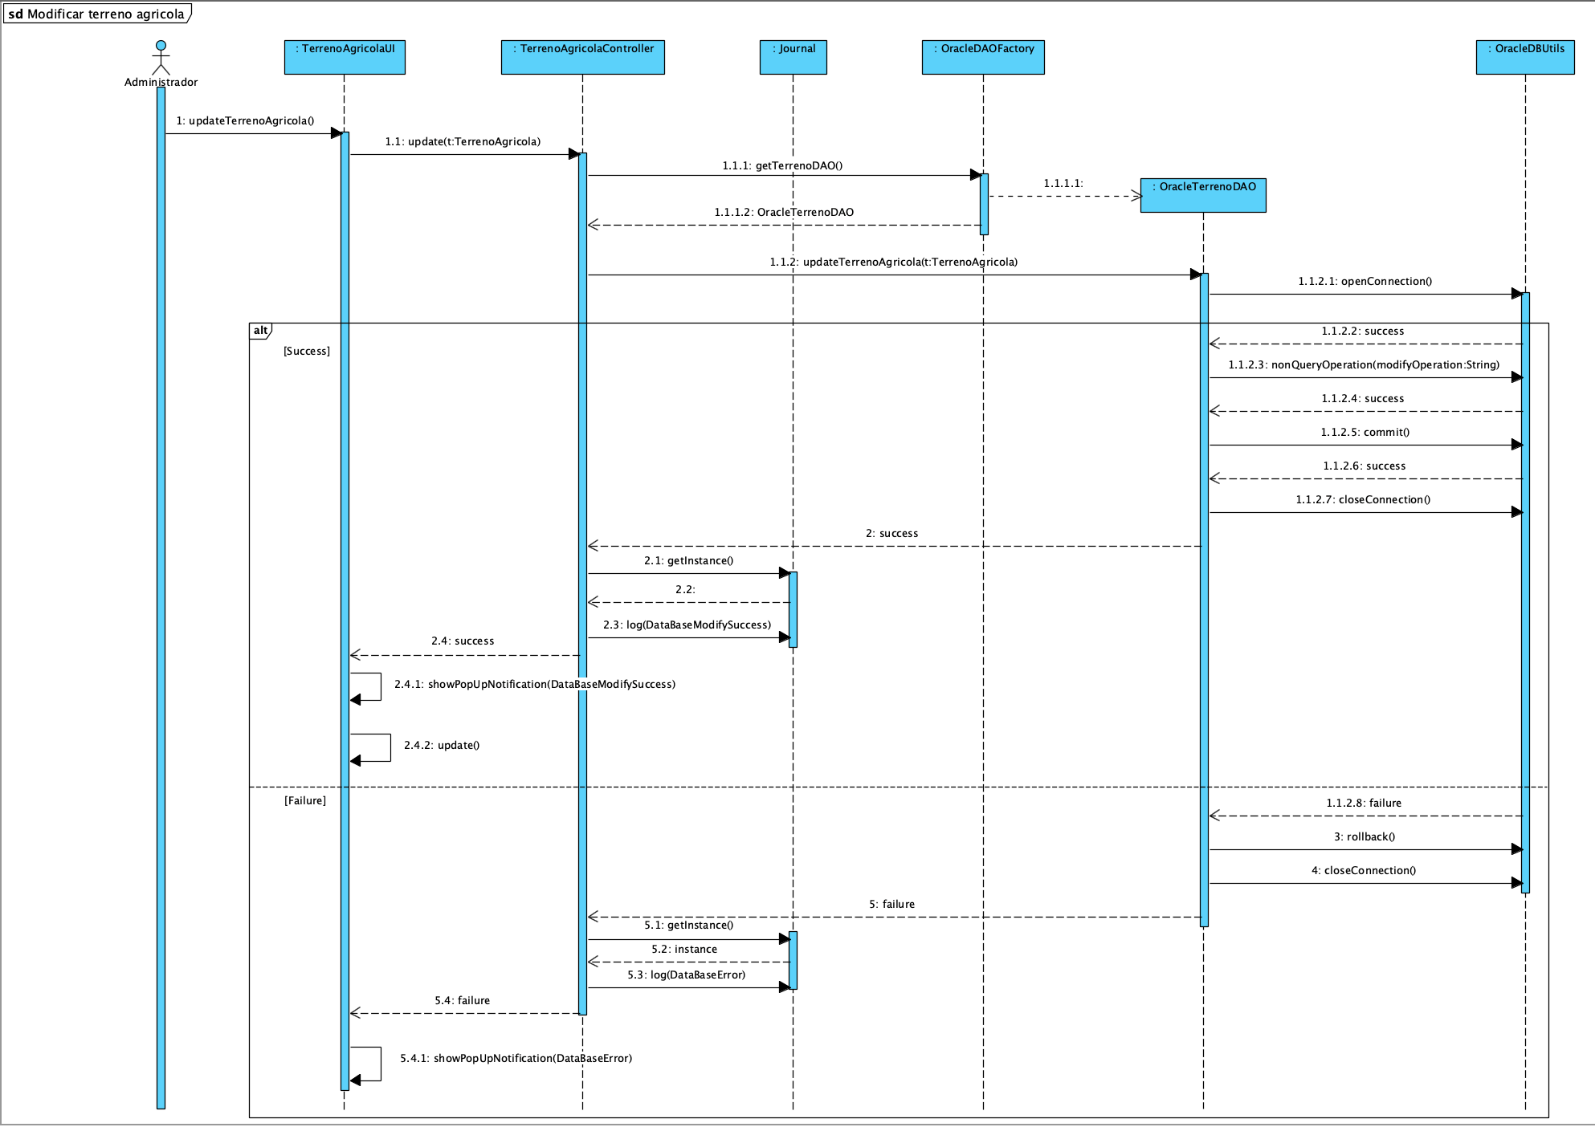 sd Modificar terreno agricola
: TerrenoAgricolaUI
: TerrenoAgricolaController
: Journal
: OracleDAOFactory
: OracleDBUtils
Administrador
1: updateTerrenoAgricola()
1.1: update(t:TerrenoAgricola)
1.1.1: getTerrenoDAO()
1.1.1.1:
: OracleTerrenoDAO
1.1.1.2: OracleTerrenoDAO
1.1.2: updateTerrenoAgricola(t:TerrenoAgricola)
1.1.2.1: openConnection()
alt
[Success]
1.1.2.2: success
1.1.2.3: nonQueryOperation(modifyOperation:String)
1.1.2.4: success
1.1.2.5: commit()
1.1.2.6: success
1.1.2.7: closeConnection()
2: success
2.1: getInstance()
2.2:
2.3: log(DataBaseModifySuccess)
2.4: success
2.4.1: showPopUpNotification(DataBaseModifySuccess)
2.4.2: update()
[Failure]
1.1.2.8: failure
3: rollback()
4: closeConnection()
5: failure
5.1: getInstance()
5.2: instance
5.3: log(DataBaseError)
5.4: failure
5.4.1: showPopUpNotification(DataBaseError)